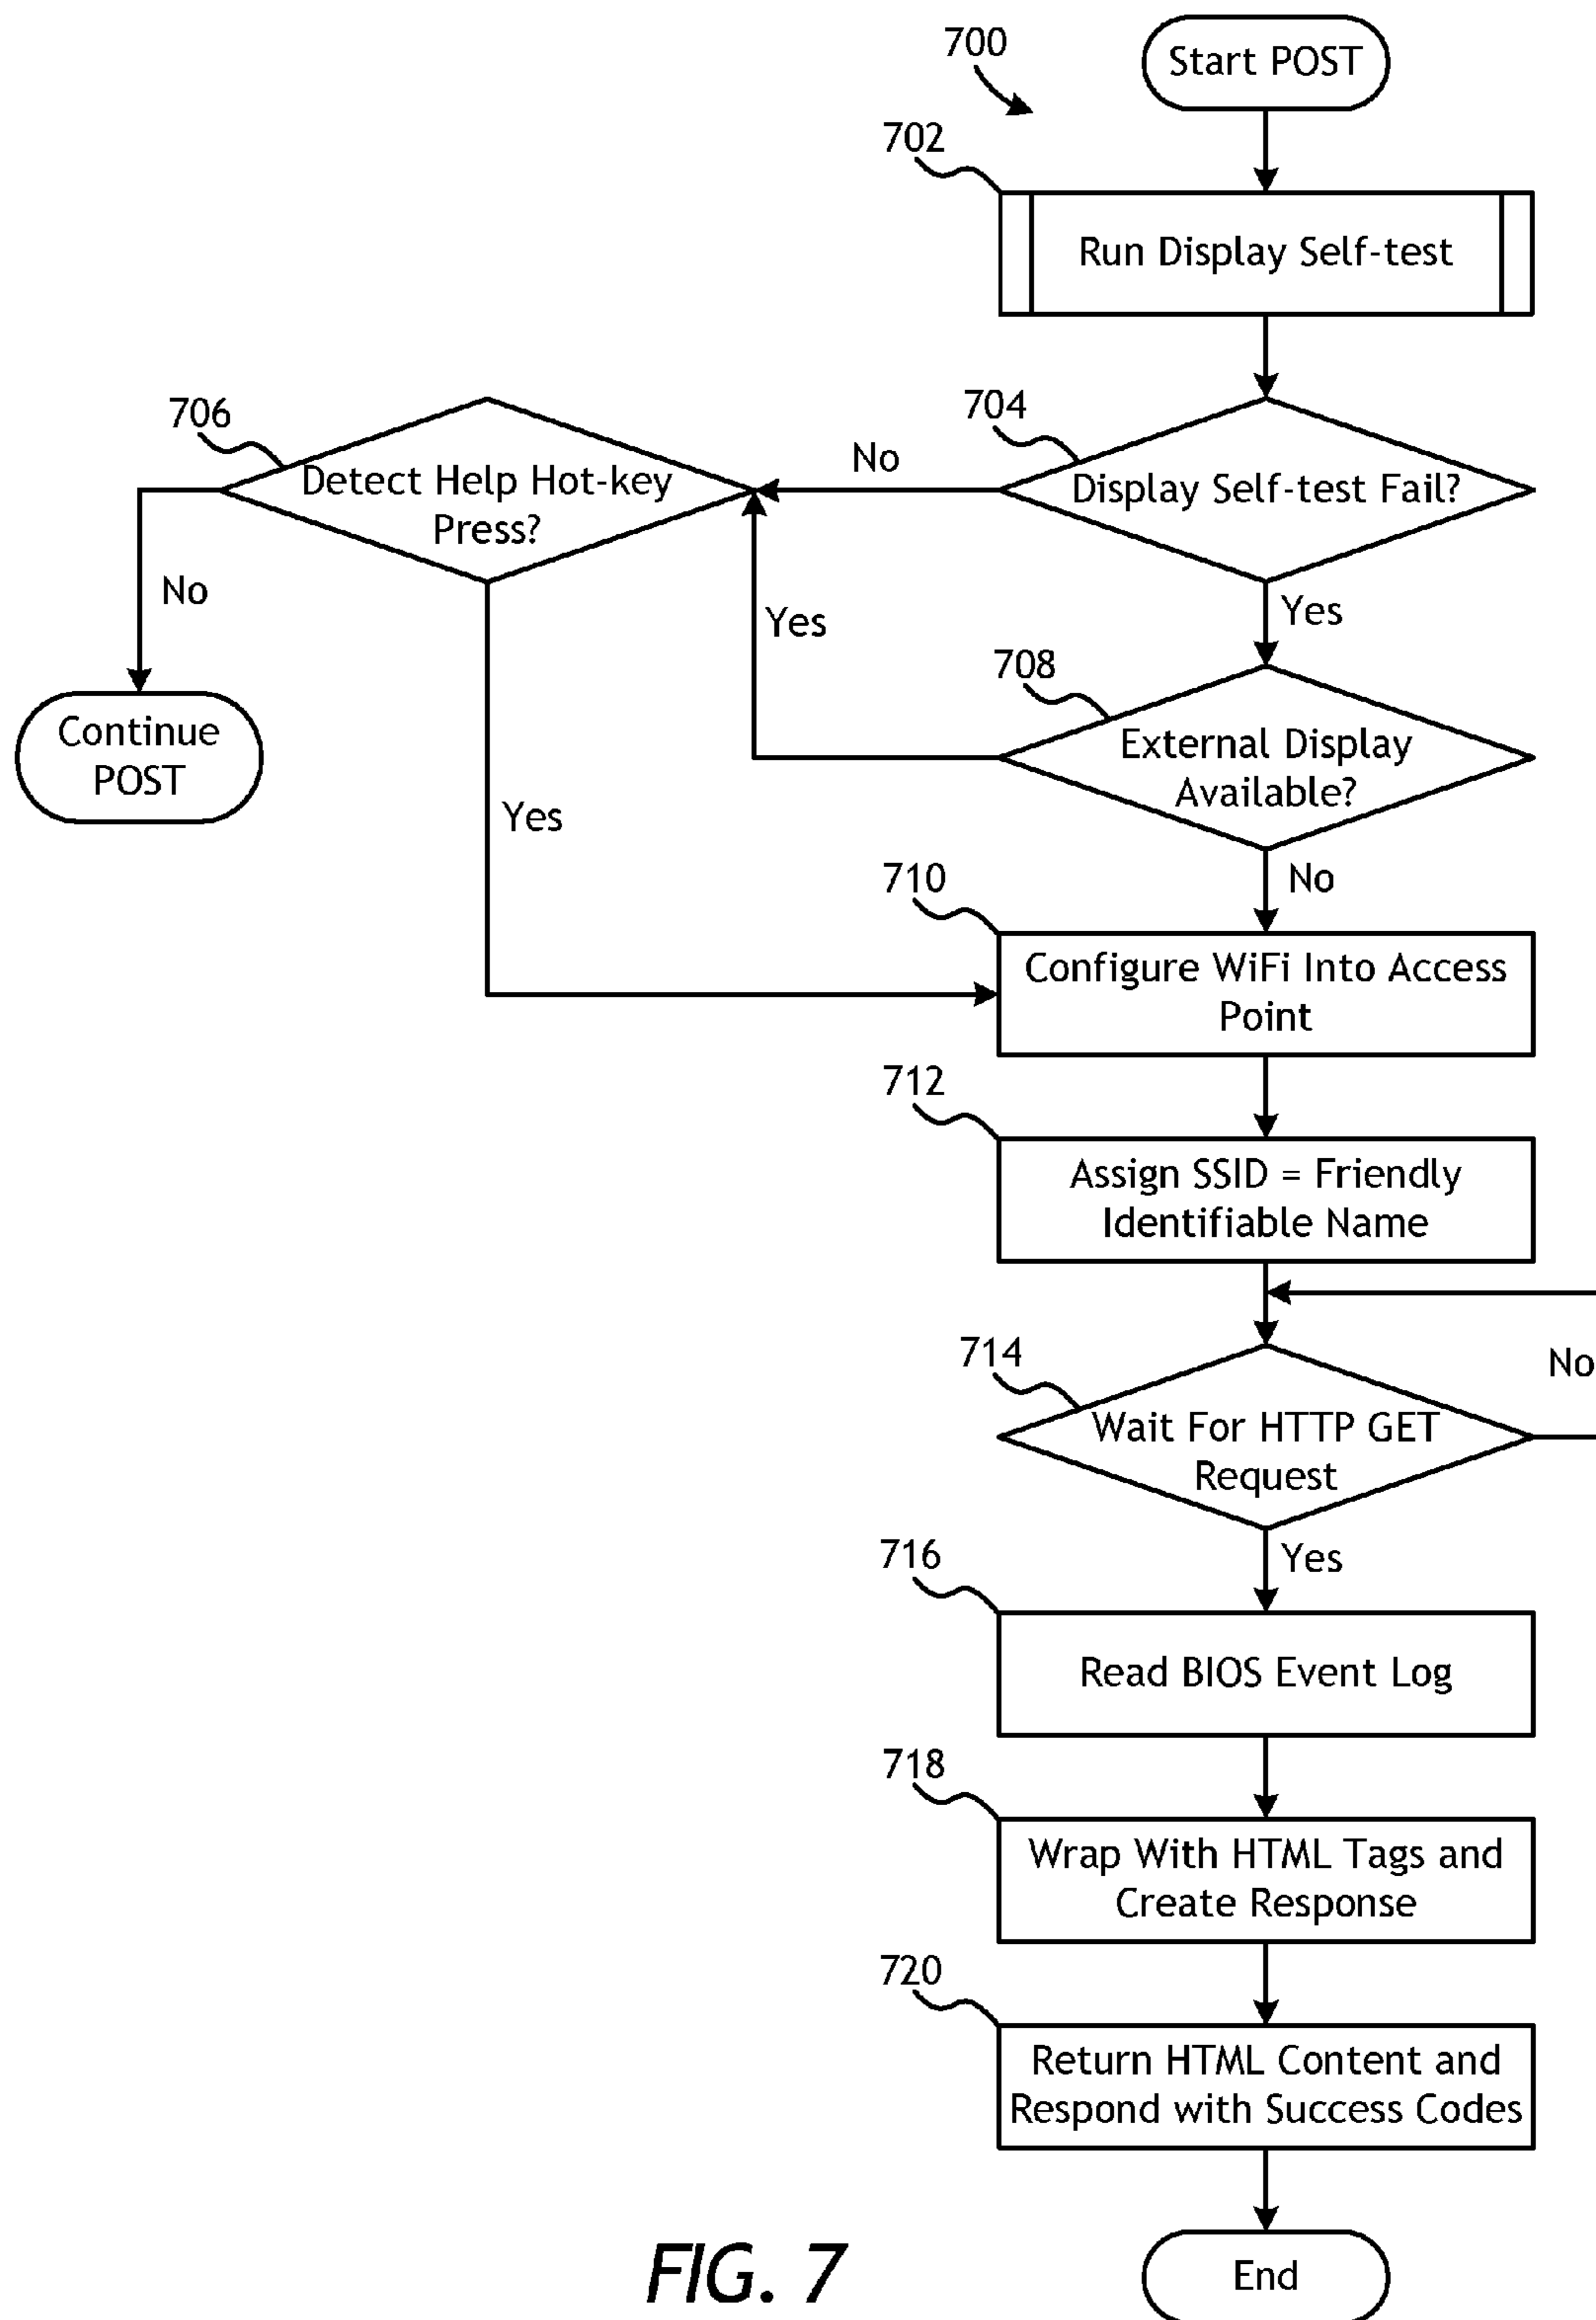 700
Start POST
702
Run Display Self-test
706
704
Detect Help Hot-key
Press?
No
Display Self-test Fail?
No
Yes
Yes
708
Continue
POST
External Display
Available?
Yes
No
710
Configure WiFi Into Access
Point
712
Assign SSID = Friendly
Identifiable Name
714
No
Wait For HTTP GET
Request
Yes
716
Read BIOS Event Log
718
Wrap With HTML Tags and
Create Response
720
Return HTML Content and
Respond with Success Codes
End
FIG. 7